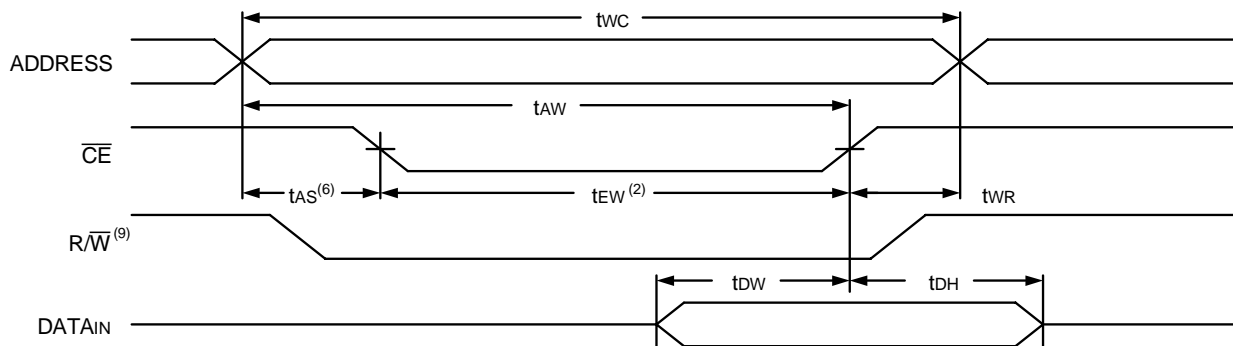 tWC
ADDRESS
tAW
CE
tAS(6)
tEW (2)
tWR
R/W (9)
tDW
tDH
DATAIN